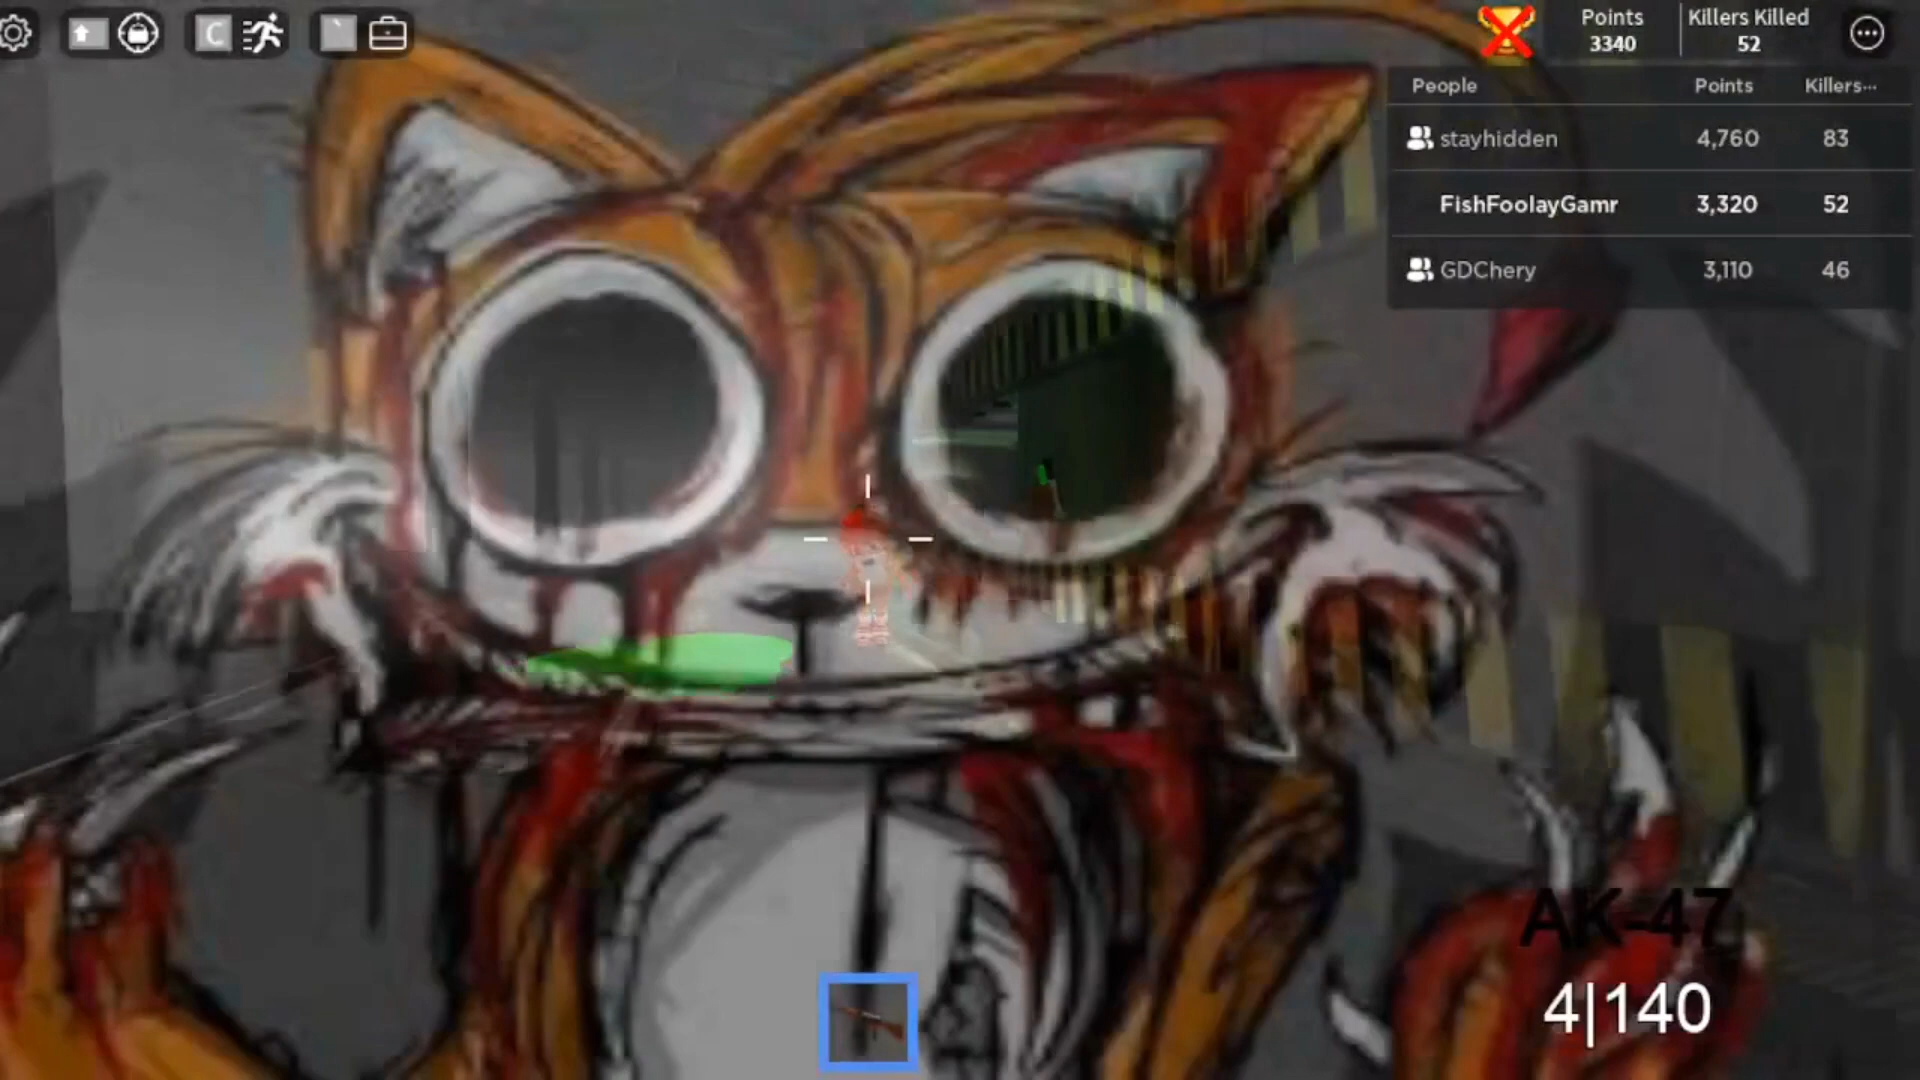 C
`
Points
3340
Killers Killed
52
People Points Killers...
stayhidden 4,760 83
FishFoolayGamr 3,320 52
GDChery 3,110 46
AK-47
4|140